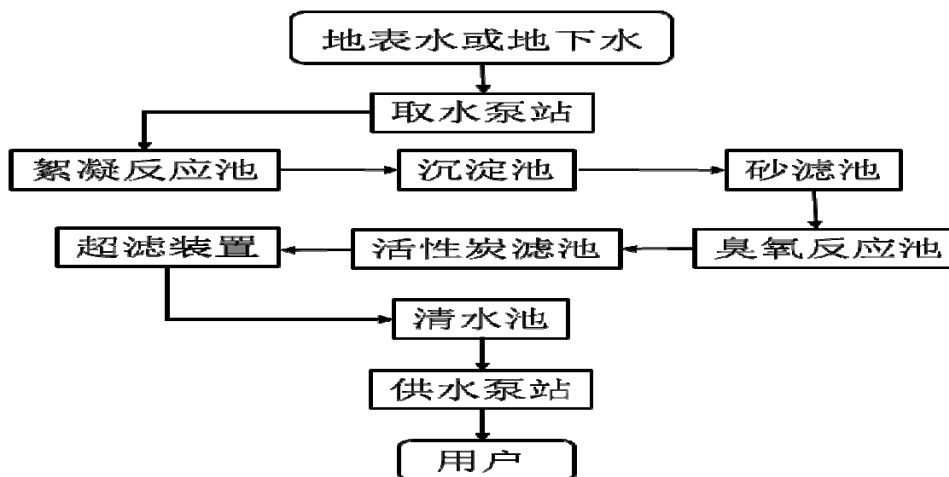 地表水或地下水
取水泵站
絮凝反应池
沉淀池
砂滤池
臭氧反应池
活性炭滤池
超滤装置
清水池
供水泵站
用户